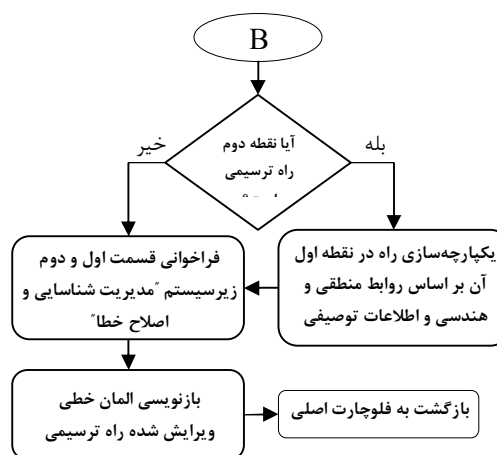 B
آیا نقطه دوم
راه ترسیمی
بله
خیر
یکپارچه‌سازی راه در نقطه اول
آن بر اساس روابط منطقی و
هندسی و اطلاعات توصیفی
فراخوانی قسمت اول و دوم
زیرسیستم "مدیریت شناسایی و
اصلاح خطا"
بازنویسی المان خطی
ویرایش شده راه ترسیمی
بازگشت به فلوچارت اصلی